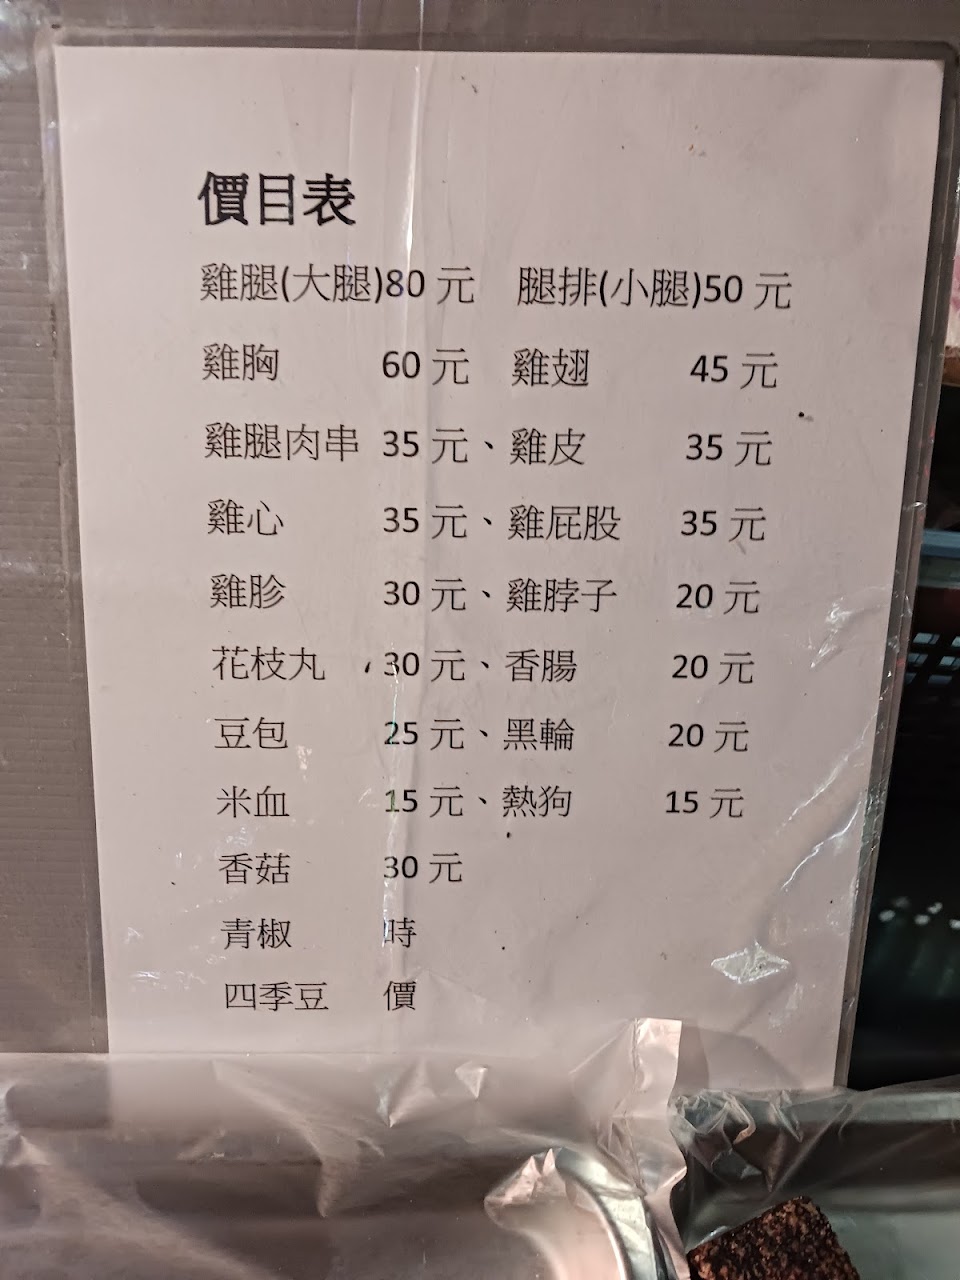 價目表
雞腿(大腿)80 元 腿排(小腿)50 元
雞胸 60 元 雞翅 45 元
雞腿肉串 35 元、雞皮 35 元
雞心 35 元、雞屁股 35 元
雞胗 30 元、雞脖子 20 元
花枝丸 30 元、香腸 20 元
豆包 25 元、黑輪 20 元
米血 15 元、熱狗 15 元
香菇 30 元
青椒 時
四季豆 價